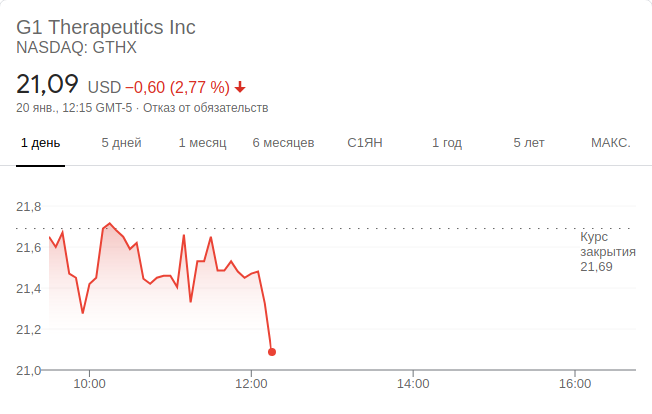 G1 Therapeutics Inc
NASDAQ: GTHX
21,09 USD −0,60 (2,77 %)
20 янв., 12:15 GMT-5 · Отказ от обязательств
1 день 5 дней 1 месяц 6 месяцев С1ЯН 1 год 5 лет МАКС.
21,8
Курс
закрытия
21,69
21,6
21,4
21,2
21,0
10:00 12:00 14:00 16:00